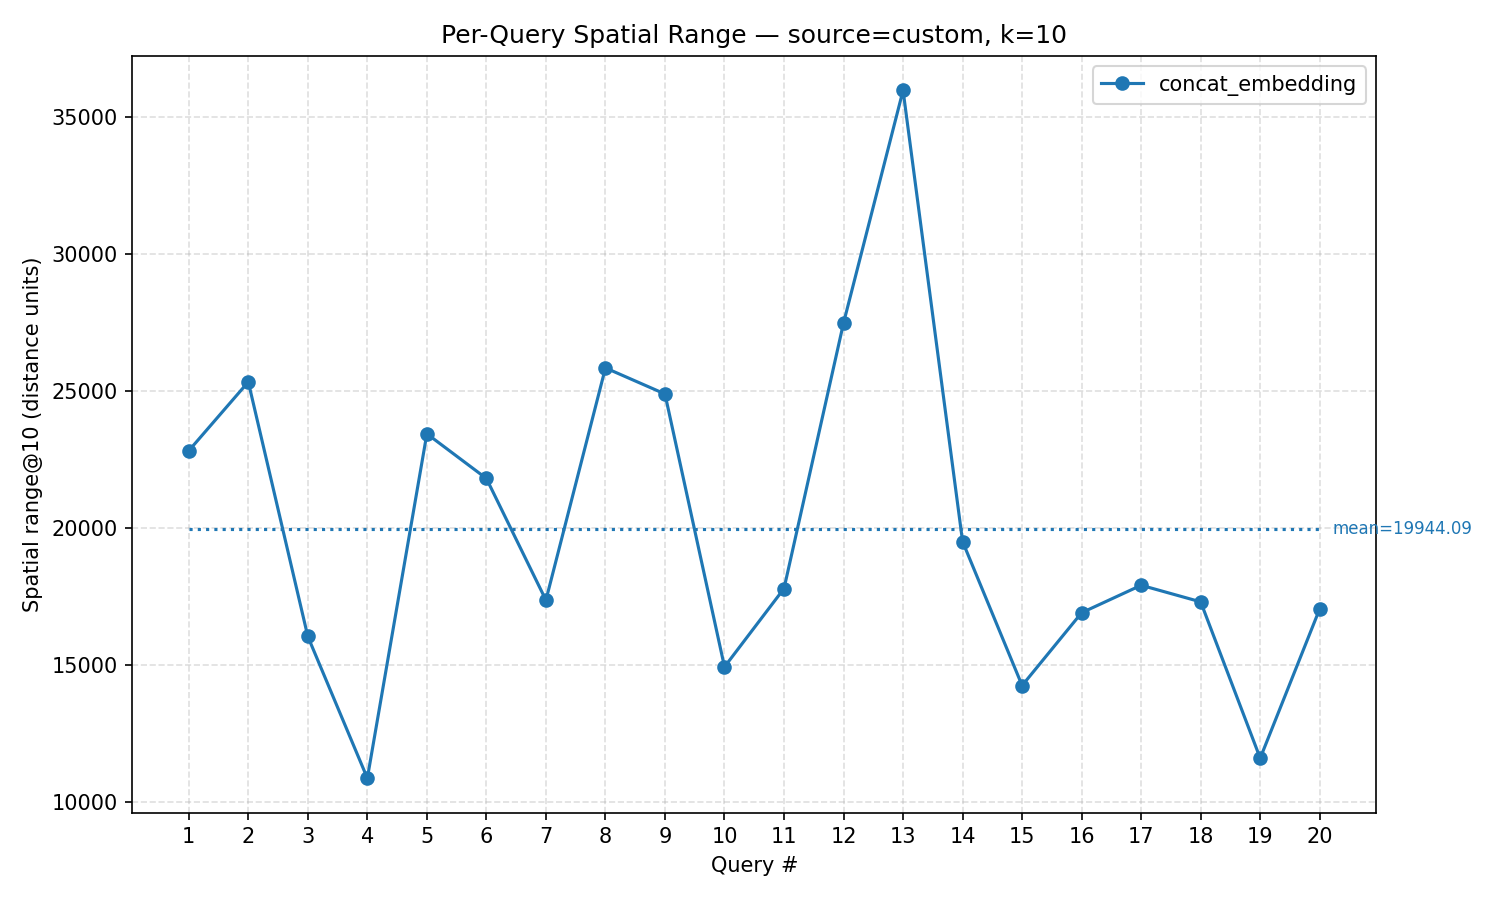 Per-Query Spatial Range — source=custom, k=10
concat_embedding
Spatial range@10 (distance units)
35000
30000
25000
20000
15000
10000
mean=19944.09
1 2 3 4 5 6 7 8 9 10 11 12 13 14 15 16 17 18 19 20
Query #